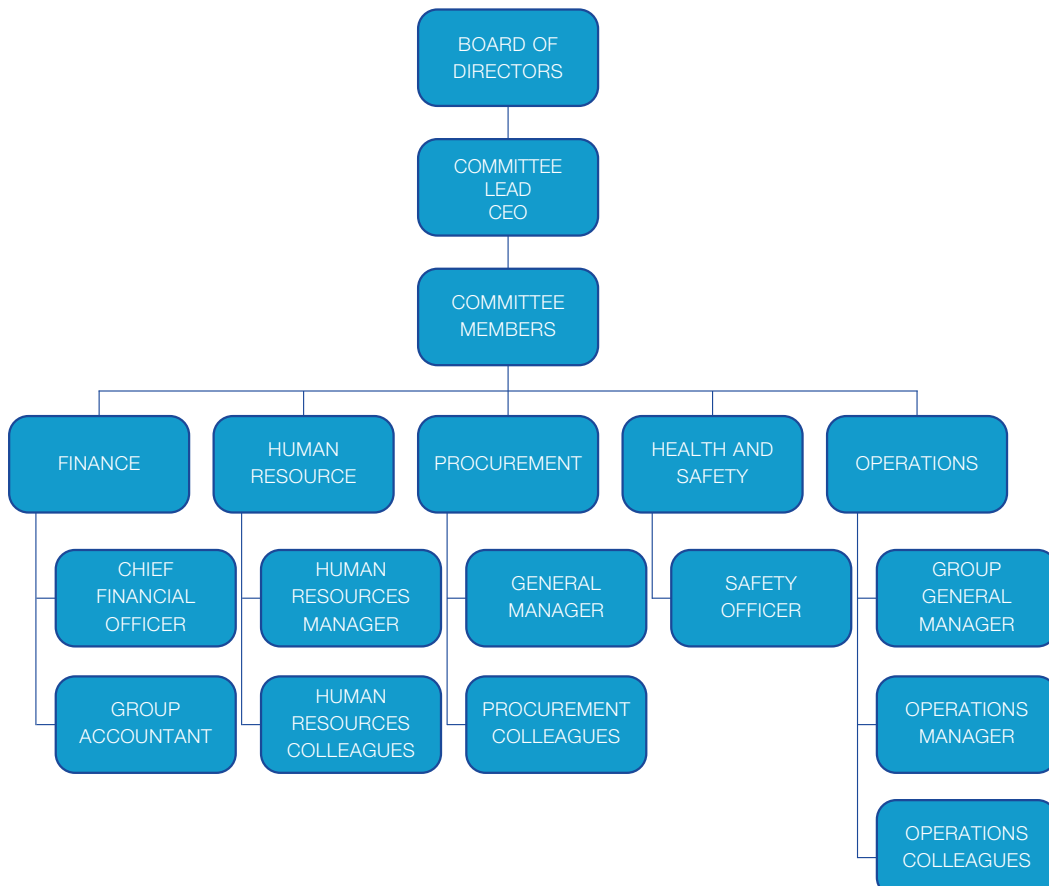 BOARD OF
DIRECTORS
COMMITTEE
LEAD
CEO
COMMITTEE
MEMBERS
FINANCE
HUMAN
RESOURCE
PROCUREMENT
HEALTH AND
SAFETY
OPERATIONS
CHIEF
FINANCIAL
OFFICER
HUMAN
RESOURCES
MANAGER
GENERAL
MANAGER
SAFETY
OFFICER
GROUP
GENERAL
MANAGER
GROUP
ACCOUNTANT
HUMAN
RESOURCES
COLLEAGUES
PROCUREMENT
COLLEAGUES
OPERATIONS
MANAGER
OPERATIONS
COLLEAGUES